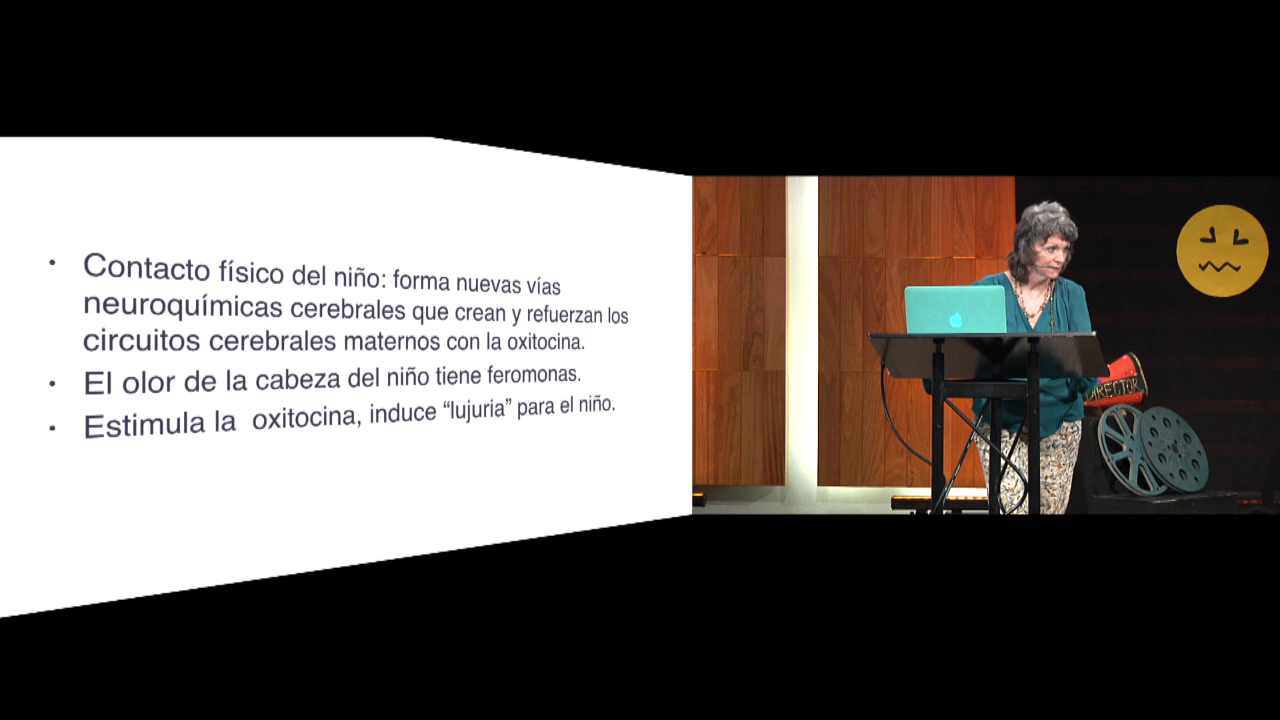 • Contacto físico del niño: forma nuevas vías
neuroquímicas cerebrales que crean y refuerzan los
circuitos cerebrales maternos con la oxitocina.
• El olor de la cabeza del niño tiene feromonas.
• Estimula la  oxitocina, induce “lujuria” para el niño.
DIRECTOR